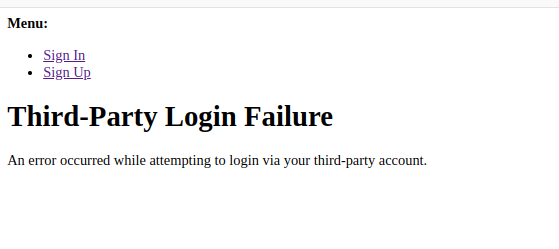 Menu:
Sign In
Sign Up
Third-Party Login Failure
An error occurred while attempting to login via your third-party account.